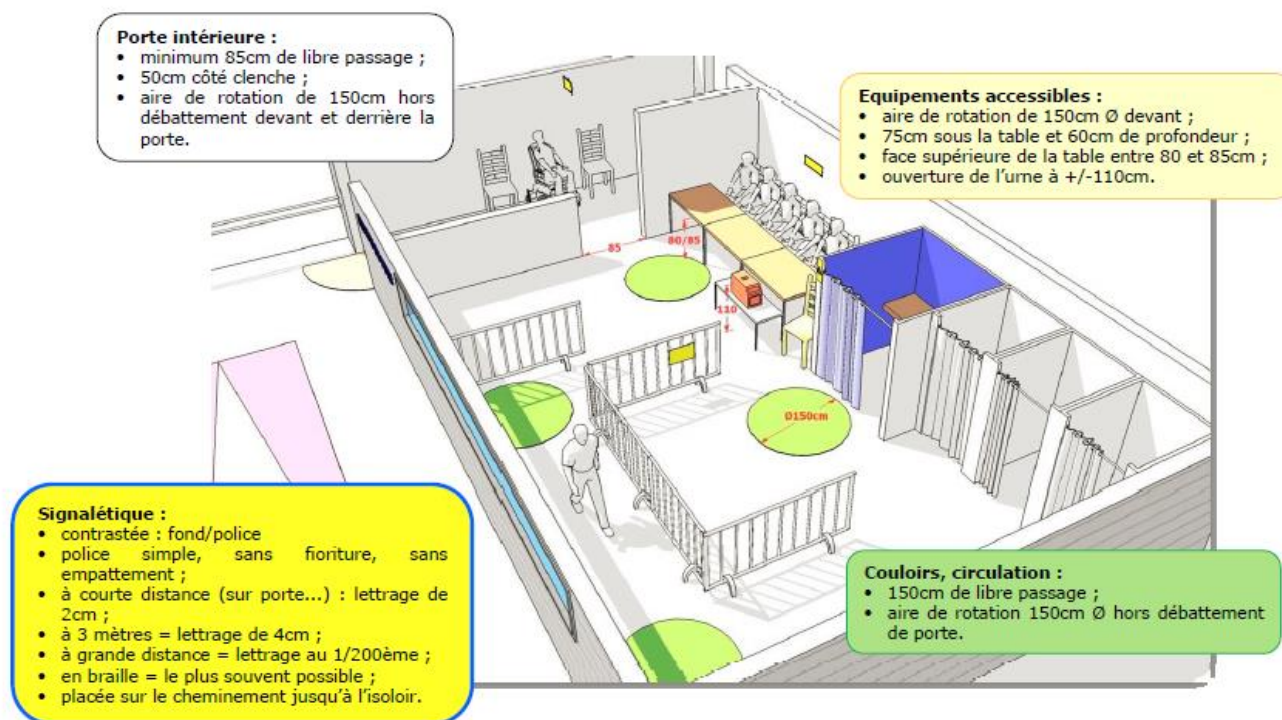 Porte intérieure :
• minimum 85cm de libre passage ;
• 50cm côté clenche ;
• aire de rotation de 150cm hors
débattement devant et derrière la
porte.
Equipements accessibles :
• aire de rotation de 150cm Ø devant ;
• 75cm sous la table et 60cm de profondeur ;
• face supérieure de la table entre 80 et 85cm ;
• ouverture de l'urne à +/-110cm.
85
80/85
110
Ø150cm
Signalétique :
• contrastée : fond/police
• police simple, sans fioriture, sans
empattement ;
• à courte distance (sur porte...) : lettrage de
2cm ;
• à 3 mètres = lettrage de 4cm ;
• à grande distance = lettrage au 1/200ème ;
• en braille = le plus souvent possible ;
• placée sur le cheminement jusqu'à l'isoloir.
Couloirs, circulation :
• 150cm de libre passage ;
• aire de rotation 150cm Ø hors débattement
de porte.